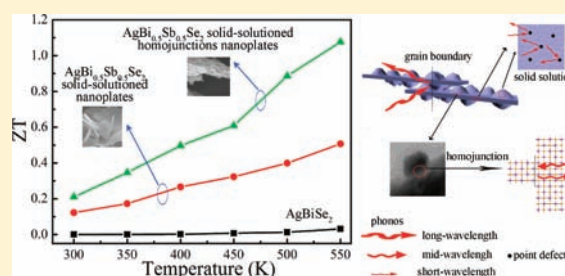 ZT
1.2
1.0
0.8
0.6
0.4
0.2
0.0
300 350 400 450 500 550
Temperature (K)
AgBi0.5Sb0.5Se2 solid-solutioned
homojunctions nanoplates
AgBi0.5Sb0.5Se2
solid-solutioned
nanoplates
AgBiSe2
grain boundary
solid solution
homojunction
phonos
long-wavelength
mid-wavelengh
short-wavelength
point defect